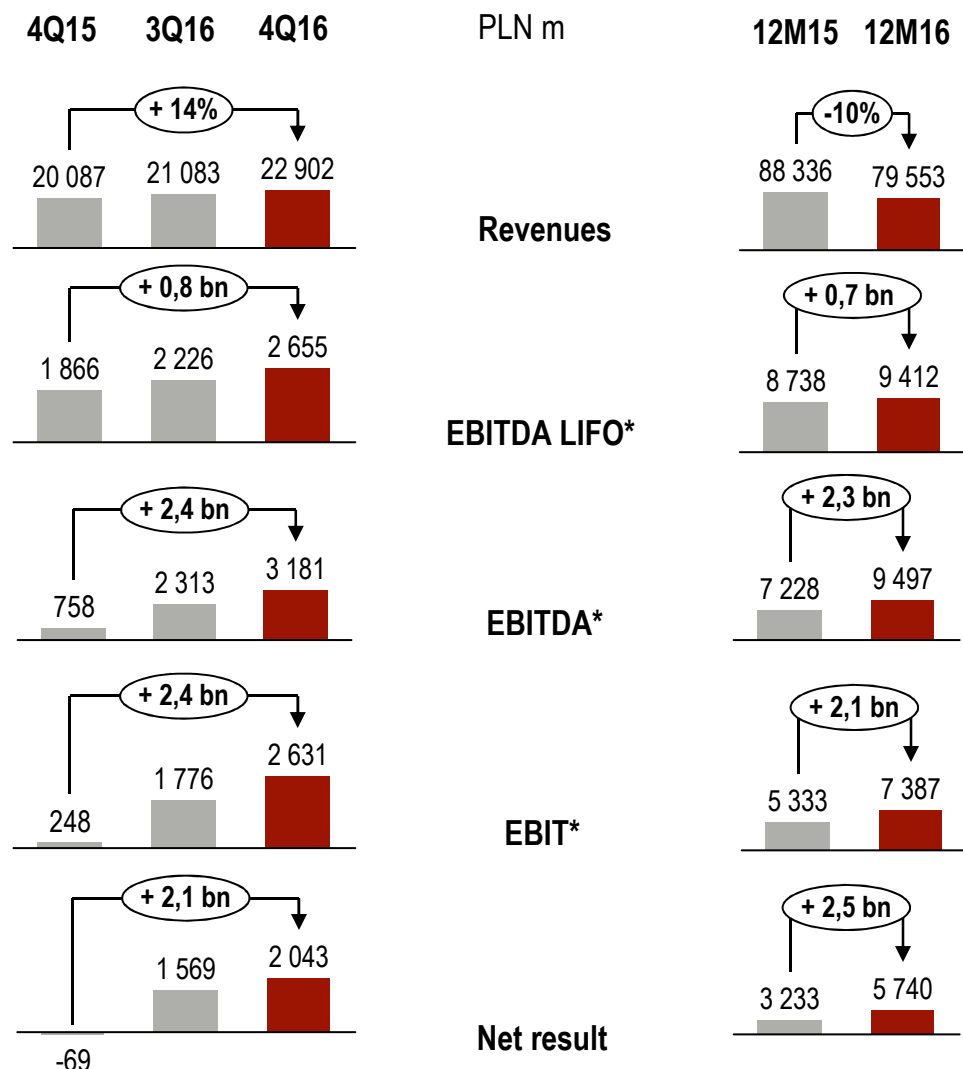 4Q15 3Q16 4Q16 PLN m 12M15 12M16
+ 14% -10%
20 087 21 083 22 902 88 336 79 553
Revenues
+ 0,8 bn + 0,7 bn
1 866 2 226 2 655 8 738 9 412
EBITDA LIFO*
+ 2,4 bn + 2,3 bn
758 2 313 3 181 7 228 9 497
EBITDA*
+ 2,4 bn + 2,1 bn
248 1 776 2 631 5 333 7 387
EBIT*
+ 2,1 bn + 2,5 bn
1 569 2 043 3 233 5 740
Net result
-69